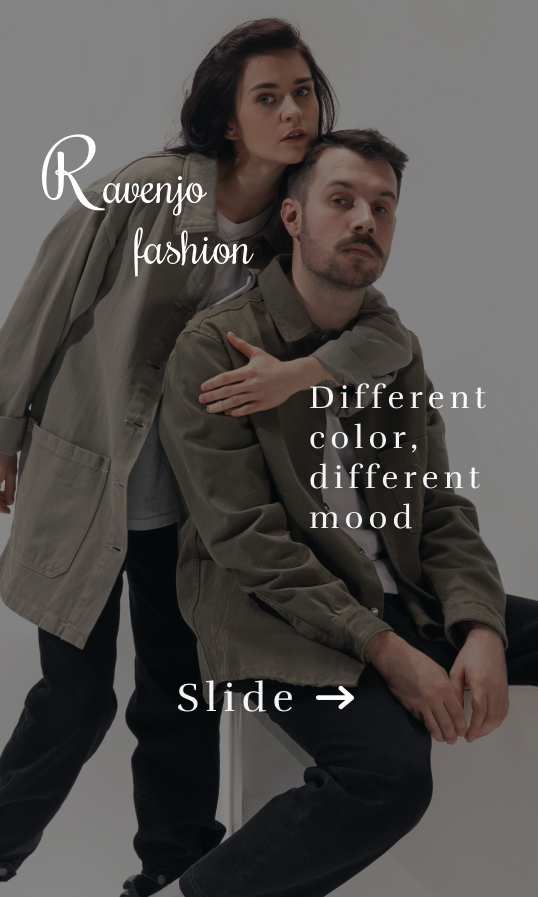 Ravenjo
fashion
Different
color,
different
mood
Slide →